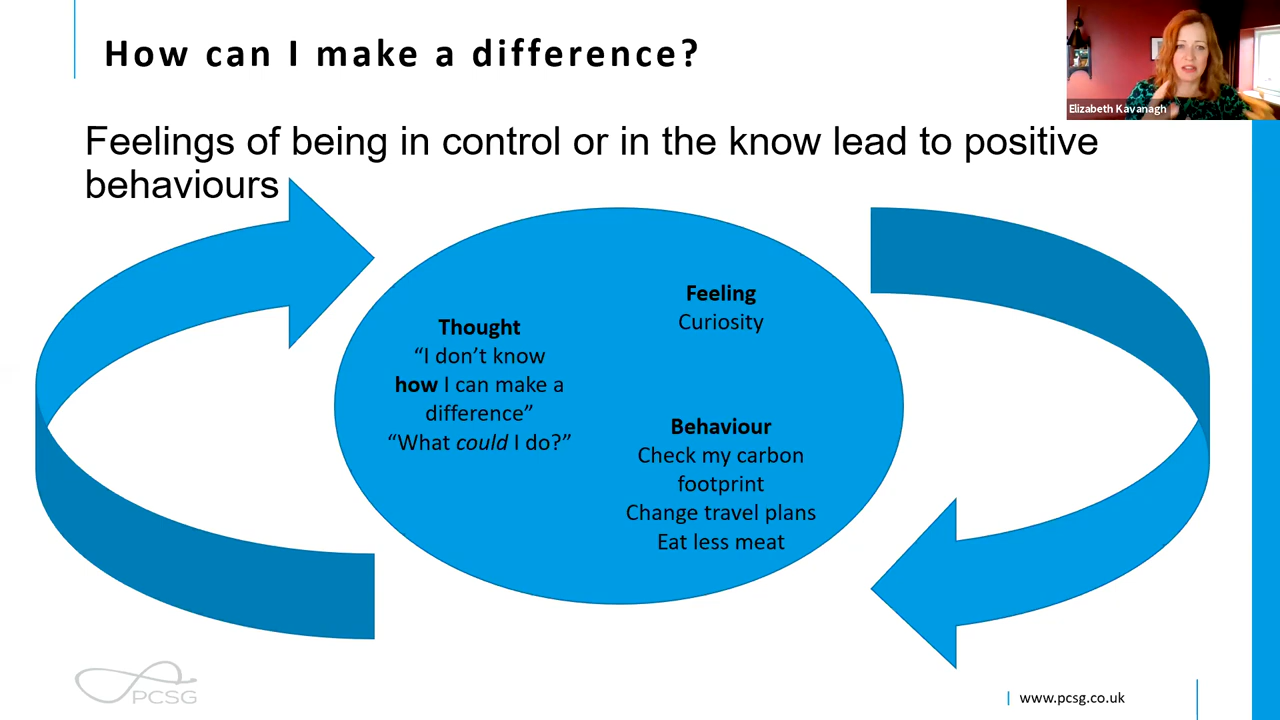 How can I make a difference?
Elizabeth Kavanagh
Feelings of being in control or in the know lead to positive
behaviours
Thought
“I don’t know
how I can make a
difference”
“What could I do?”
Feeling
Curiosity
Behaviour
Check my carbon
footprint
Change travel plans
Eat less meat
PCSG
www.pcsg.co.uk